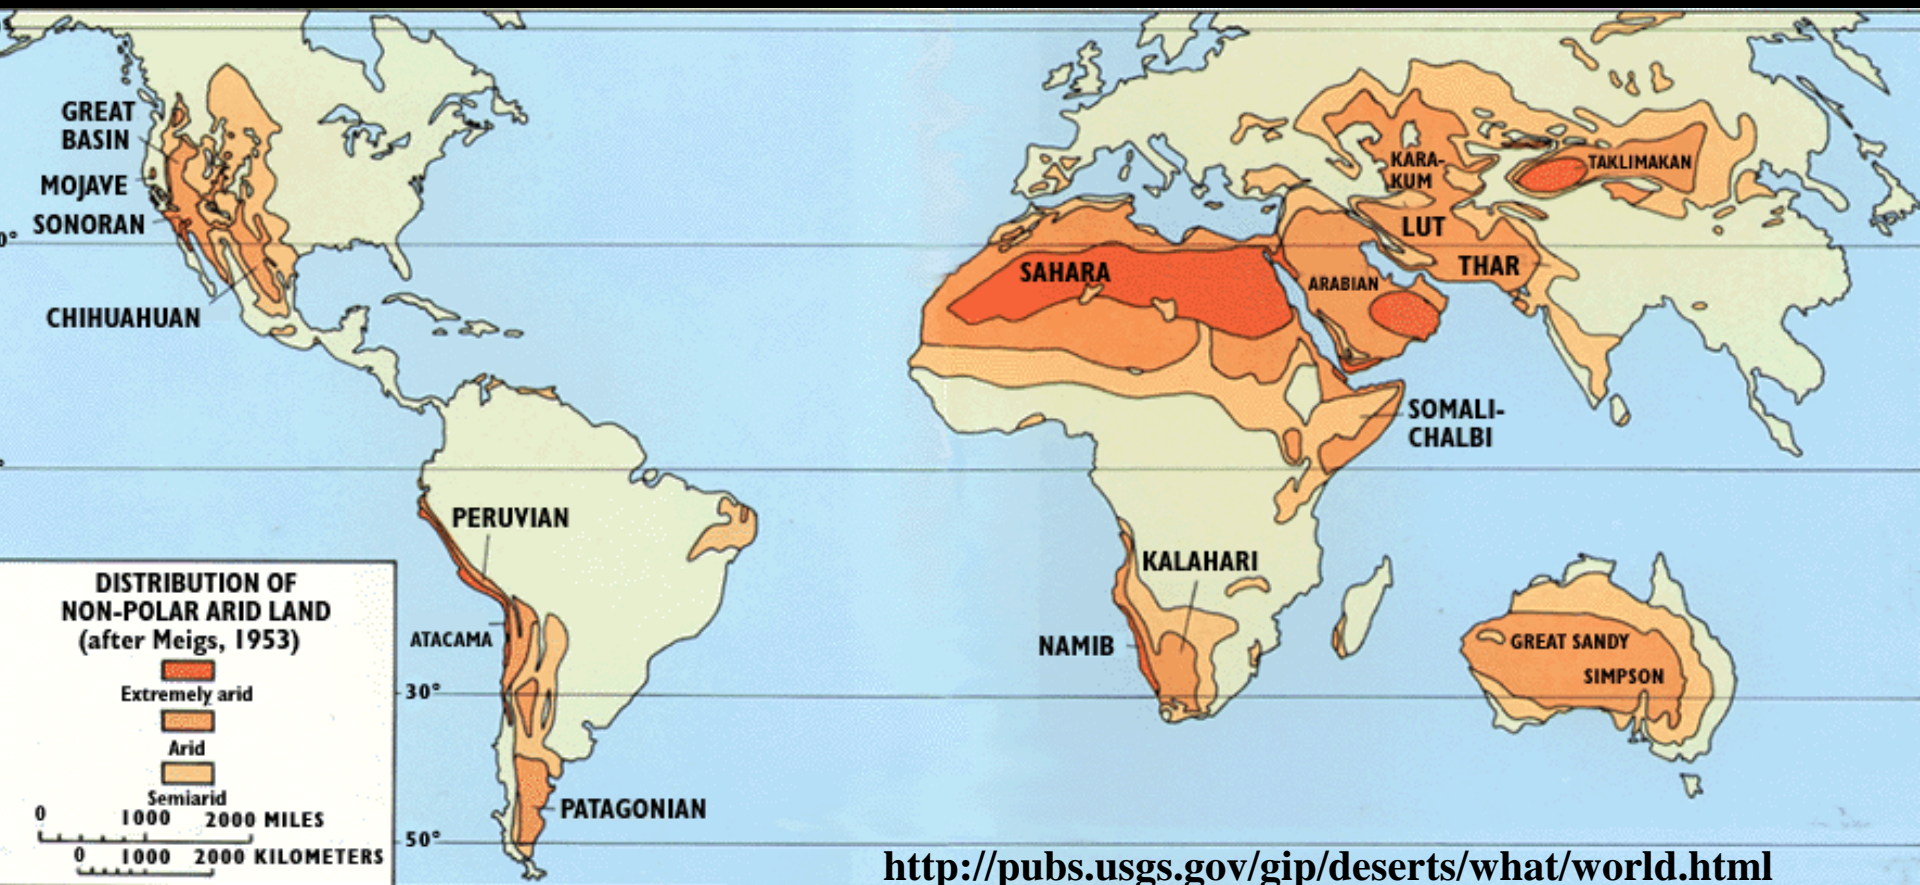 GREAT
BASIN
MOJAVE
SONORAN
CHIHUAHUAN
KARA-
KUM
TAKLIMAKAN
LUT
THAR
SAHARA
ARABIAN
SOMALI-
CHALBI
PERUVIAN
ATACAMA
KALAHARI
NAMIB
GREAT SANDY
SIMPSON
PATAGONIAN
0°
30°
50°
DISTRIBUTION OF
NON-POLAR ARID LAND
(after Meigs, 1953)
Extremely arid
Arid
Semiarid
0 1000 2000 MILES
0 1000 2000 KILOMETERS
http://pubs.usgs.gov/gip/deserts/what/world.html